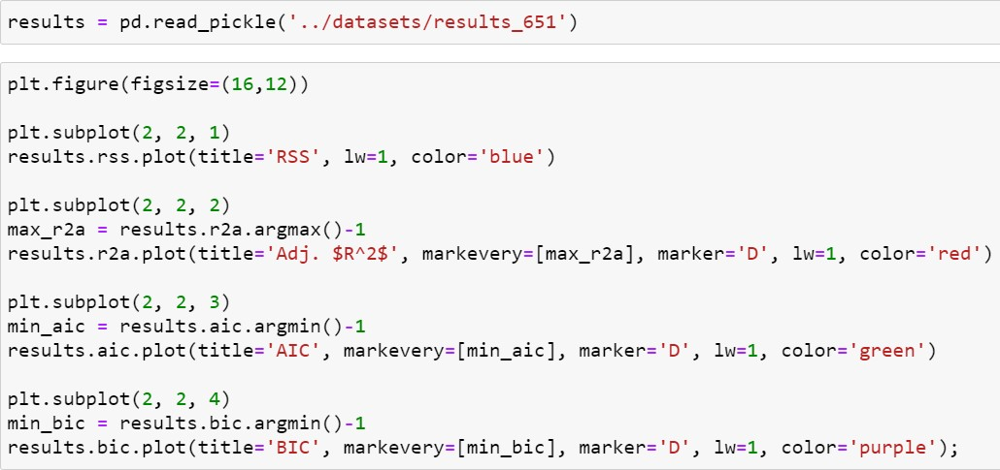 results = pd.read_pickle('../datasets/results_651')
plt.figure(figsize=(16,12))
plt.subplot(2, 2, 1)
results.rss.plot(title='RSS', lw=1, color='blue')
plt.subplot(2, 2, 2)
max_r2a = results.r2a.argmax()-1
results.r2a.plot(title='Adj. $R^2$', markevery=[max_r2a], marker='D', lw=1, color='red')
plt.subplot(2, 2, 3)
min_aic = results.aic.argmin()-1
results.aic.plot(title='AIC', markevery=[min_aic], marker='D', lw=1, color='green')
plt.subplot(2, 2, 4)
min_bic = results.bic.argmin()-1
results.bic.plot(title='BIC', markevery=[min_bic], marker='D', lw=1, color='purple');